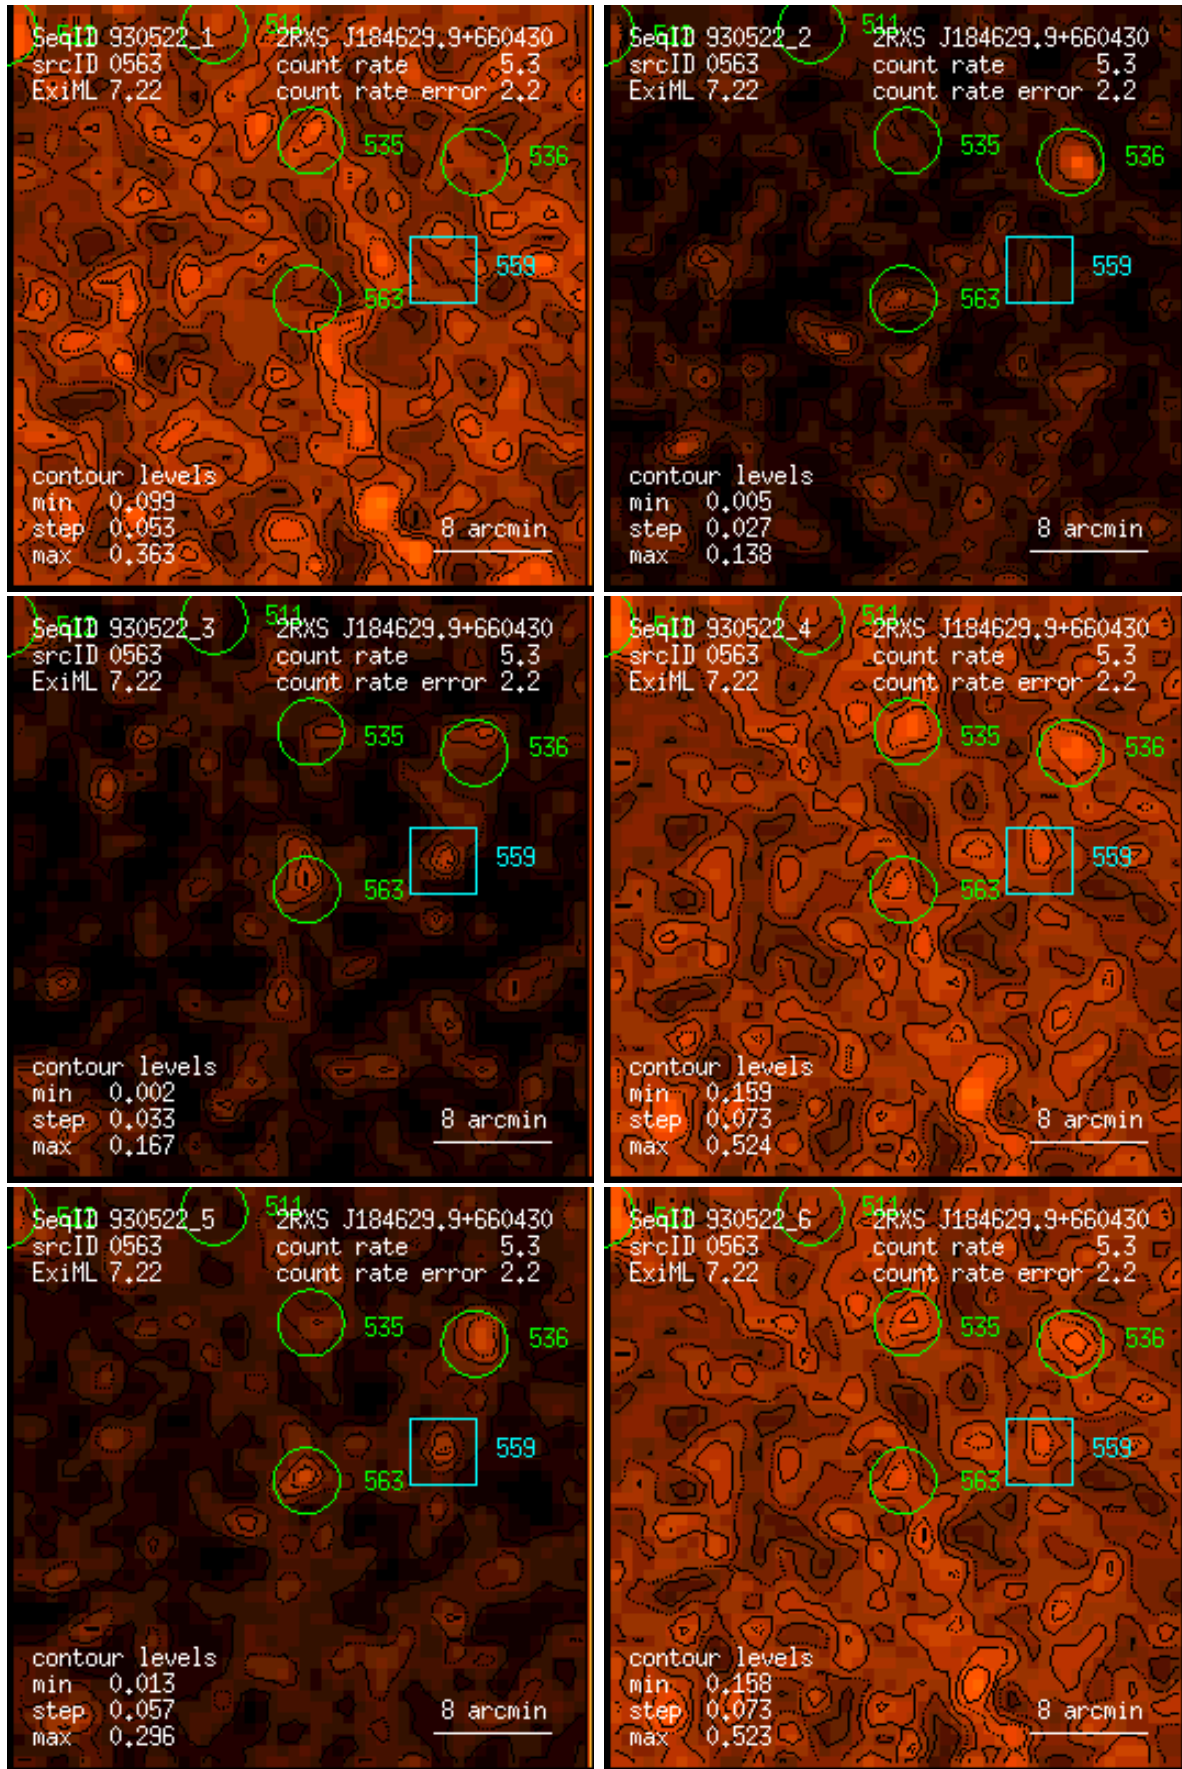 511
SeqID 930522_1 2RXS J184629.9+660430
srcID 0563 count rate 5.3
ExiML 7.22 count rate error 2.2
535
536
559
563
contour levels
min 0.099
step 0.053 8 arcmin
max 0.363
511
SeqID 930522_2 2RXS J184629.9+660430
srcID 0563 count rate 5.3
ExiML 7.22 count rate error 2.2
535
536
559
563
contour levels
min 0.005
step 0.027 8 arcmin
max 0.138
511
SeqID 930522_3 2RXS J184629.9+660430
srcID 0563 count rate 5.3
ExiML 7.22 count rate error 2.2
535
536
559
563
contour levels
min 0.002
step 0.033 8 arcmin
max 0.167
511
SeqID 930522_4 2RXS J184629.9+660430
srcID 0563 count rate 5.3
ExiML 7.22 count rate error 2.2
535
536
559
563
contour levels
min 0.159
step 0.073 8 arcmin
max 0.524
511
SeqID 930522_5 2RXS J184629.9+660430
srcID 0563 count rate 5.3
ExiML 7.22 count rate error 2.2
535
536
559
563
contour levels
min 0.013
step 0.057 8 arcmin
max 0.296
511
SeqID 930522_6 2RXS J184629.9+660430
srcID 0563 count rate 5.3
ExiML 7.22 count rate error 2.2
535
536
559
563
contour levels
min 0.158
step 0.073 8 arcmin
max 0.523